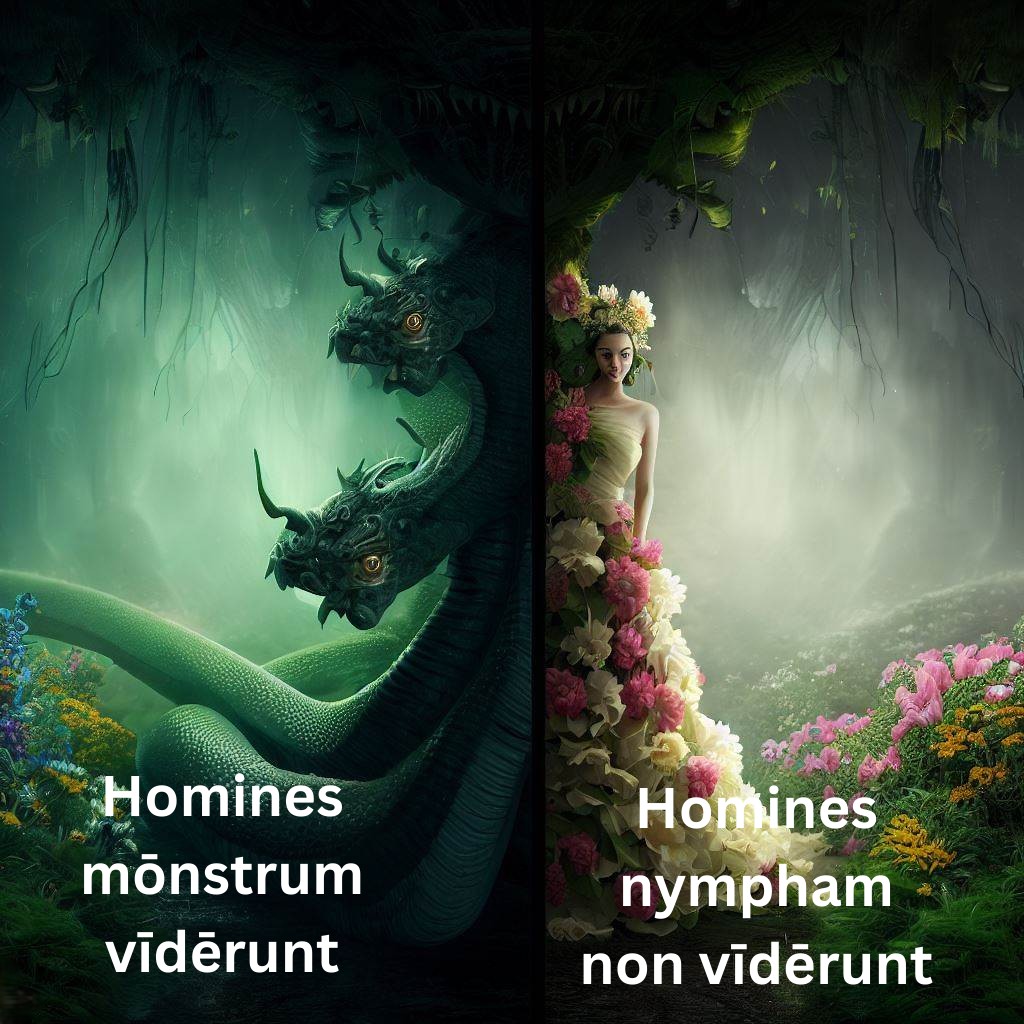 Homines
mōnstrum
vīdērunt
Homines
nympham
non vīdērunt